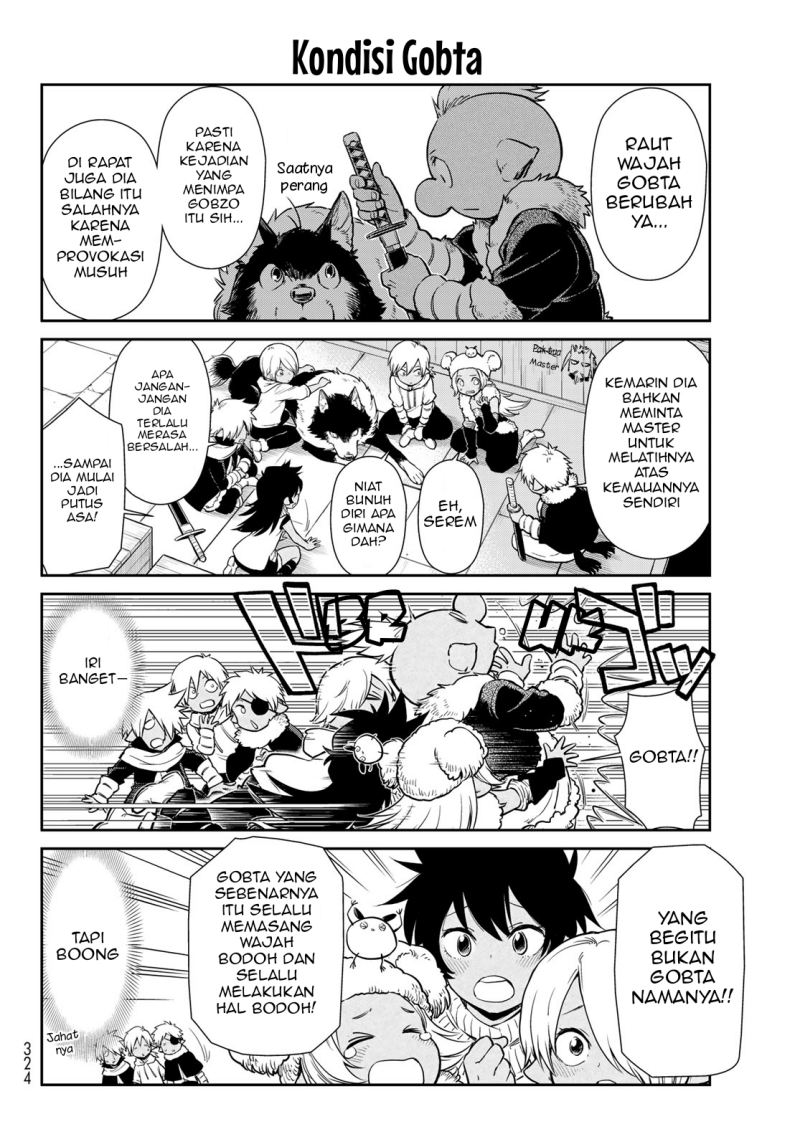 Kondisi Gobta
RAUT
WAJAH
GOBTA
BERUBAH
YA...
Saatnya
perang
PASTI
KARENA
KEJADIAN
YANG
MENIMPA
GOBZO
ITU SIH...
DI RAPAT
JUGA DIA
BILANG ITU
SALAHNYA
KARENA
MEM-
PROVOKASI
MUSUH
Master
KEMARIN DIA
BAHKAN
MEMINTA
MASTER
UNTUK
MELATIHNYA
ATAS
KEMAUANNYA
SENDIRI
EH,
SEREM
NIAT
BUNUH
DIRI APA
GIMANA
DAH?
APA
JANGAN-
JANGAN
DIA
TERLALU
MERASA
BERSALAH...
...SAMPAI
DIA MULAI
JADI
PUTUS
ASA!
GOBTA!!
IRI
BANGET—
YANG
BEGITU
BUKAN
GOBTA
NAMANYA!!
GOBTA YANG
SEBENARNYA
ITU SELALU
MEMASANG
WAJAH
BODOH DAN
SELALU
MELAKUKAN
HAL BODOH!
TAPI
BOONG
Jahat
nya
324